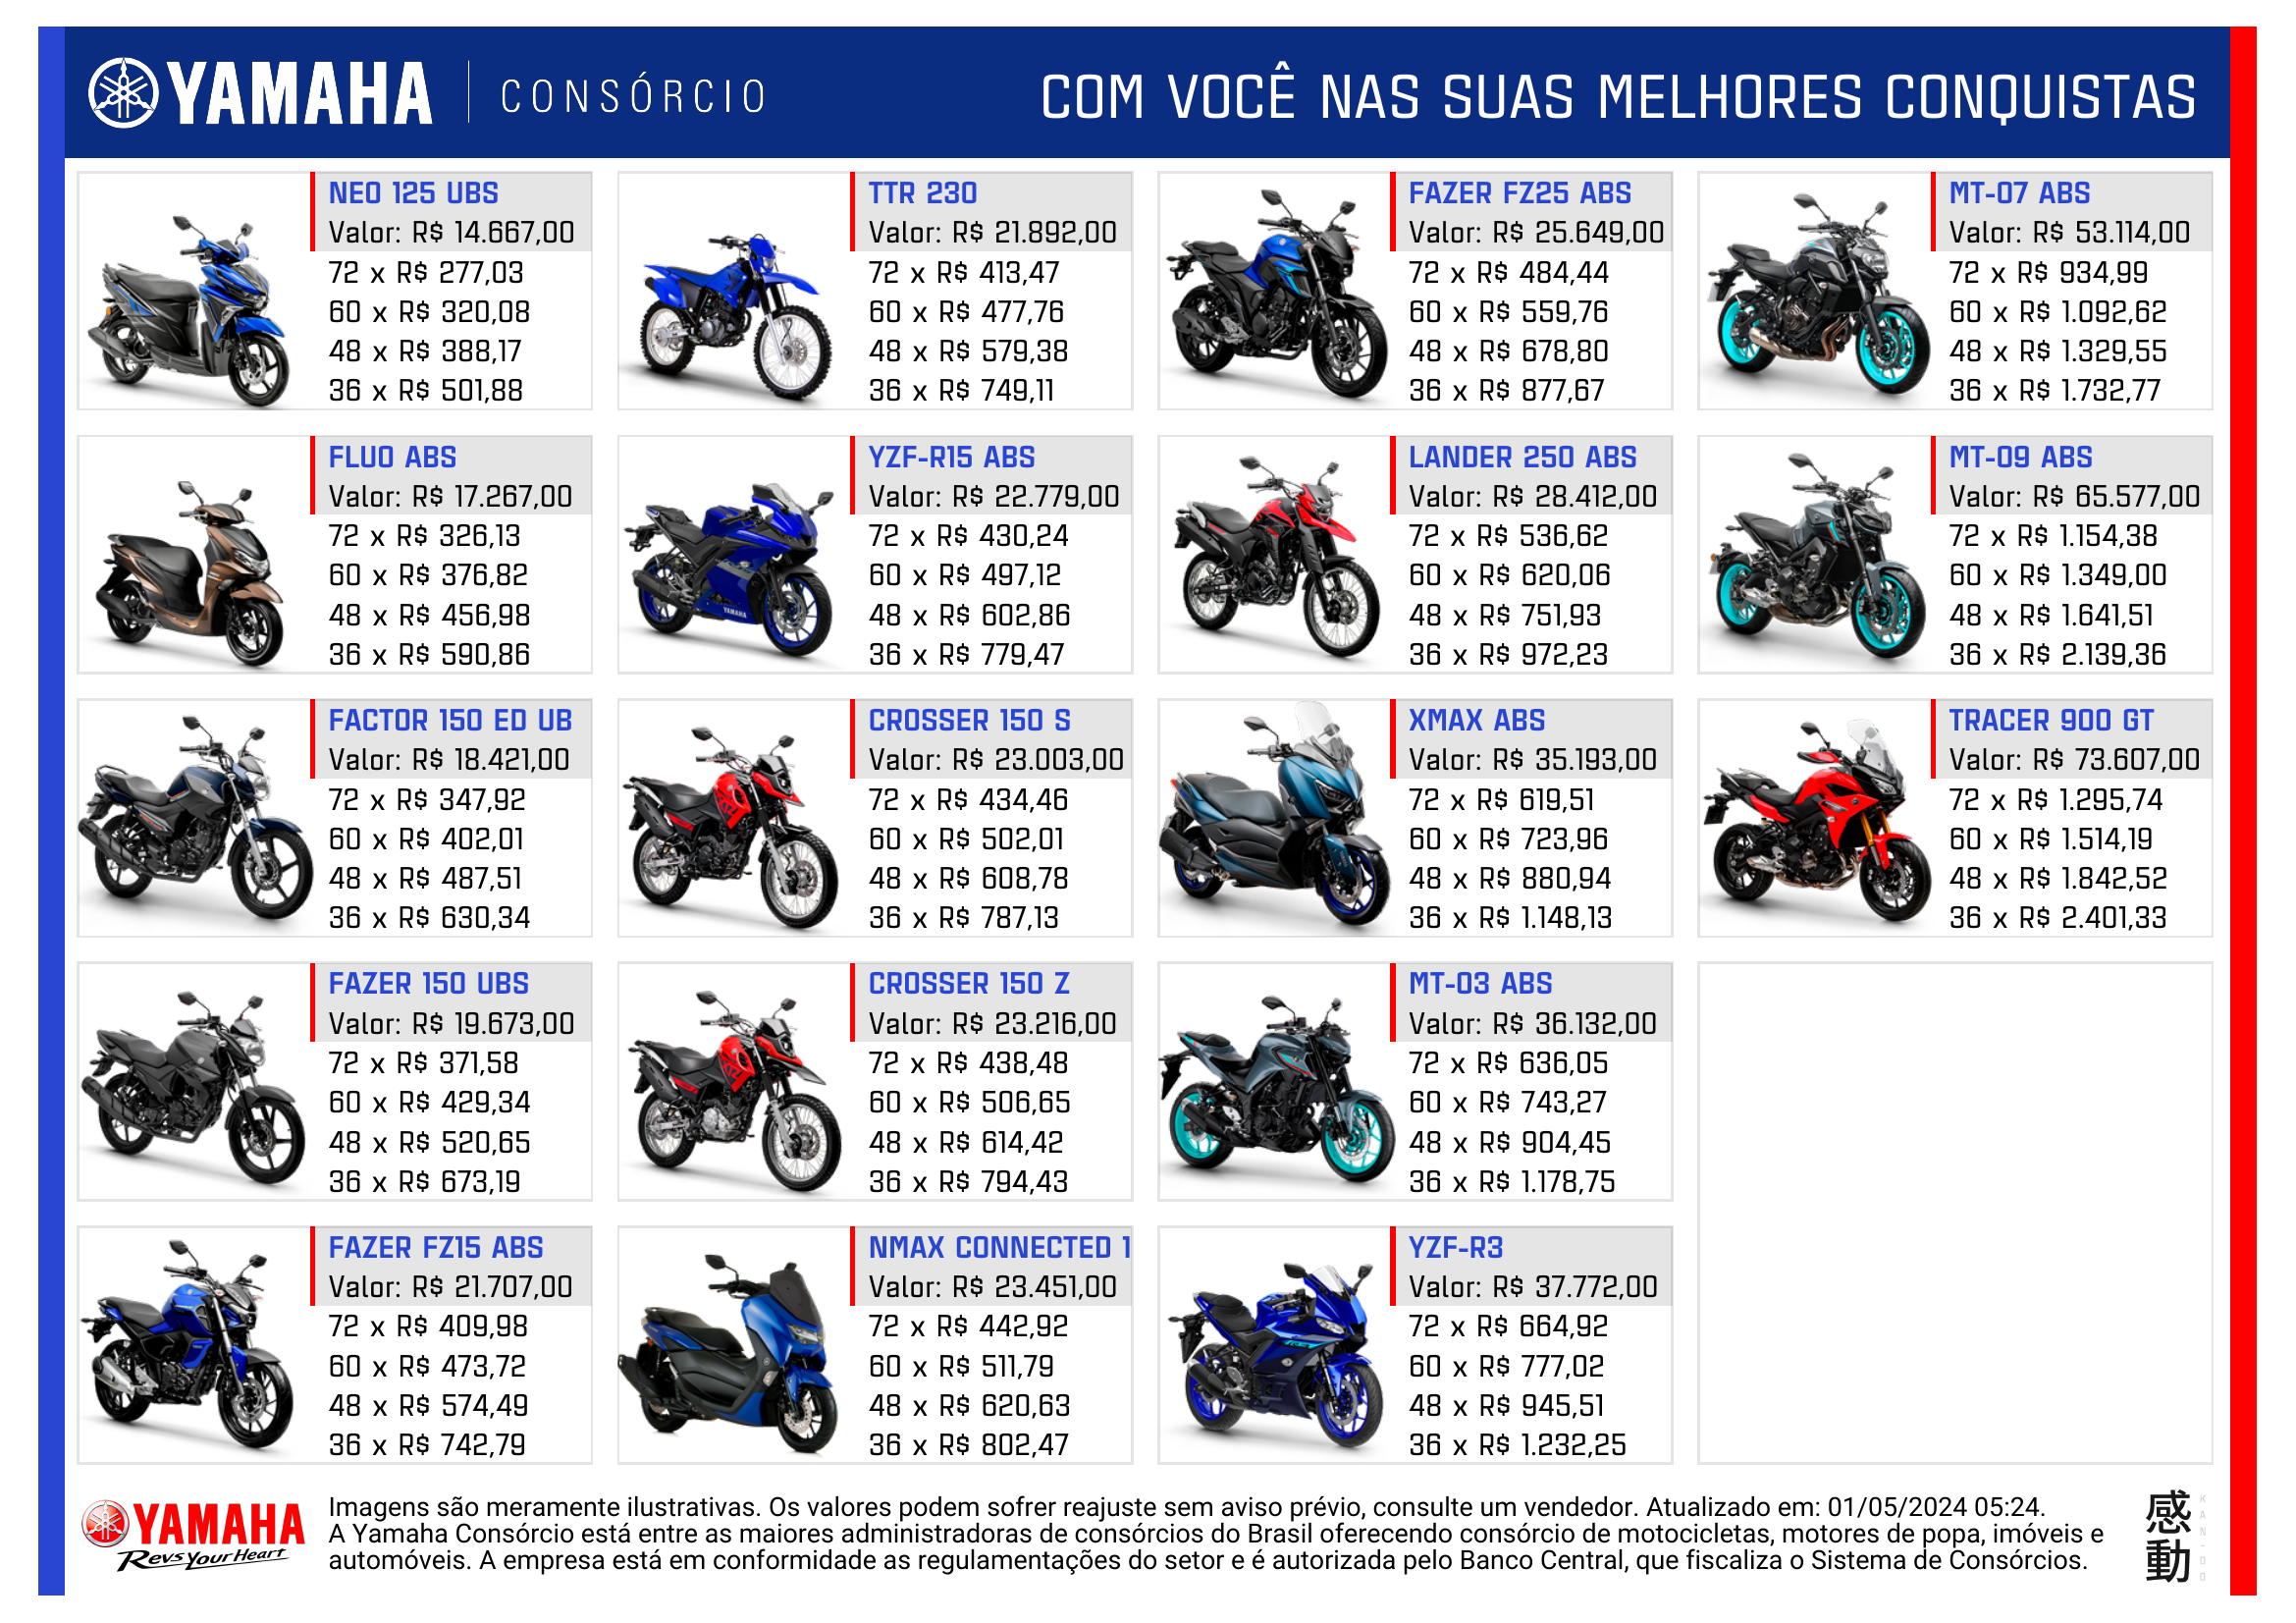 YAMAHA CONSÓRCIO
COM VOCÊ NAS SUAS MELHORES CONQUISTAS
NEO 125 UBS
Valor: R$ 14.667,00
72 x R$ 277,03
60 x R$ 320,08
48 x R$ 388,17
36 x R$ 501,88
FLUO ABS
Valor: R$ 17.267,00
72 x R$ 326,13
60 x R$ 376,82
48 x R$ 456,98
36 x R$ 590,86
FACTOR 150 ED UB
Valor: R$ 18.421,00
72 x R$ 347,92
60 x R$ 402,01
48 x R$ 487,51
36 x R$ 630,34
FAZER 150 UBS
Valor: R$ 19.673,00
72 x R$ 371,58
60 x R$ 429,34
48 x R$ 520,65
36 x R$ 673,19
FAZER FZ15 ABS
Valor: R$ 21.707,00
72 x R$ 409,98
60 x R$ 473,72
48 x R$ 574,49
36 x R$ 742,79
TTR 230
Valor: R$ 21.892,00
72 x R$ 413,47
60 x R$ 477,76
48 x R$ 579,38
36 x R$ 749,11
YZF-R15 ABS
Valor: R$ 22.779,00
72 x R$ 430,24
60 x R$ 497,12
48 x R$ 602,86
36 x R$ 779,47
YAMAHA
CROSSER 150 S
Valor: R$ 23.003,00
72 x R$ 434,46
60 x R$ 502,01
48 x R$ 608,78
36 x R$ 787,13
CROSSER 150 Z
Valor: R$ 23.216,00
72 x R$ 438,48
60 x R$ 506,65
48 x R$ 614,42
36 x R$ 794,43
NMAX CONNECTED 1
Valor: R$ 23.451,00
72 x R$ 442,92
60 x R$ 511,79
48 x R$ 620,63
36 x R$ 802,47
FAZER FZ25 ABS
Valor: R$ 25.649,00
72 x R$ 484,44
60 x R$ 559,76
48 x R$ 678,80
36 x R$ 877,67
LANDER 250 ABS
Valor: R$ 28.412,00
72 x R$ 536,62
60 x R$ 620,06
48 x R$ 751,93
36 x R$ 972,23
XMAX ABS
Valor: R$ 35.193,00
72 x R$ 619,51
60 x R$ 723,96
48 x R$ 880,94
36 x R$ 1.148,13
MT-03 ABS
Valor: R$ 36.132,00
72 x R$ 636,05
60 x R$ 743,27
48 x R$ 904,45
36 x R$ 1.178,75
YZF-R3
Valor: R$ 37.772,00
72 x R$ 664,92
60 x R$ 777,02
48 x R$ 945,51
36 x R$ 1.232,25
MT-07 ABS
Valor: R$ 53.114,00
72 x R$ 934,99
60 x R$ 1.092,62
48 x R$ 1.329,55
36 x R$ 1.732,77
MT-09 ABS
Valor: R$ 65.577,00
72 x R$ 1.154,38
60 x R$ 1.349,00
48 x R$ 1.641,51
36 x R$ 2.139,36
TRACER 900 GT
Valor: R$ 73.607,00
72 x R$ 1.295,74
60 x R$ 1.514,19
48 x R$ 1.842,52
36 x R$ 2.401,33
YAMAHA
Revs Your Heart
Imagens são meramente ilustrativas. Os valores podem sofrer reajuste sem aviso prévio, consulte um vendedor. Atualizado em: 01/05/2024 05:24.
A Yamaha Consórcio está entre as maiores administradoras de consórcios do Brasil oferecendo consórcio de motocicletas, motores de popa, imóveis e
automóveis. A empresa está em conformidade as regulamentações do setor e é autorizada pelo Banco Central, que fiscaliza o Sistema de Consórcios.
感動
KAN-DO